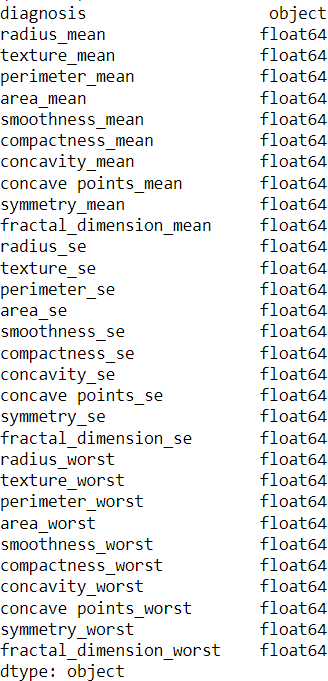 diagnosis object
radius_mean float64
texture_mean float64
perimeter_mean float64
area_mean float64
smoothness_mean float64
compactness_mean float64
concavity_mean float64
concave points_mean float64
symmetry_mean float64
fractal_dimension_mean float64
radius_se float64
texture_se float64
perimeter_se float64
area_se float64
smoothness_se float64
compactness_se float64
concavity_se float64
concave points_se float64
symmetry_se float64
fractal_dimension_se float64
radius_worst float64
texture_worst float64
perimeter_worst float64
area_worst float64
smoothness_worst float64
compactness_worst float64
concavity_worst float64
concave points_worst float64
symmetry_worst float64
fractal_dimension_worst float64
dtype: object